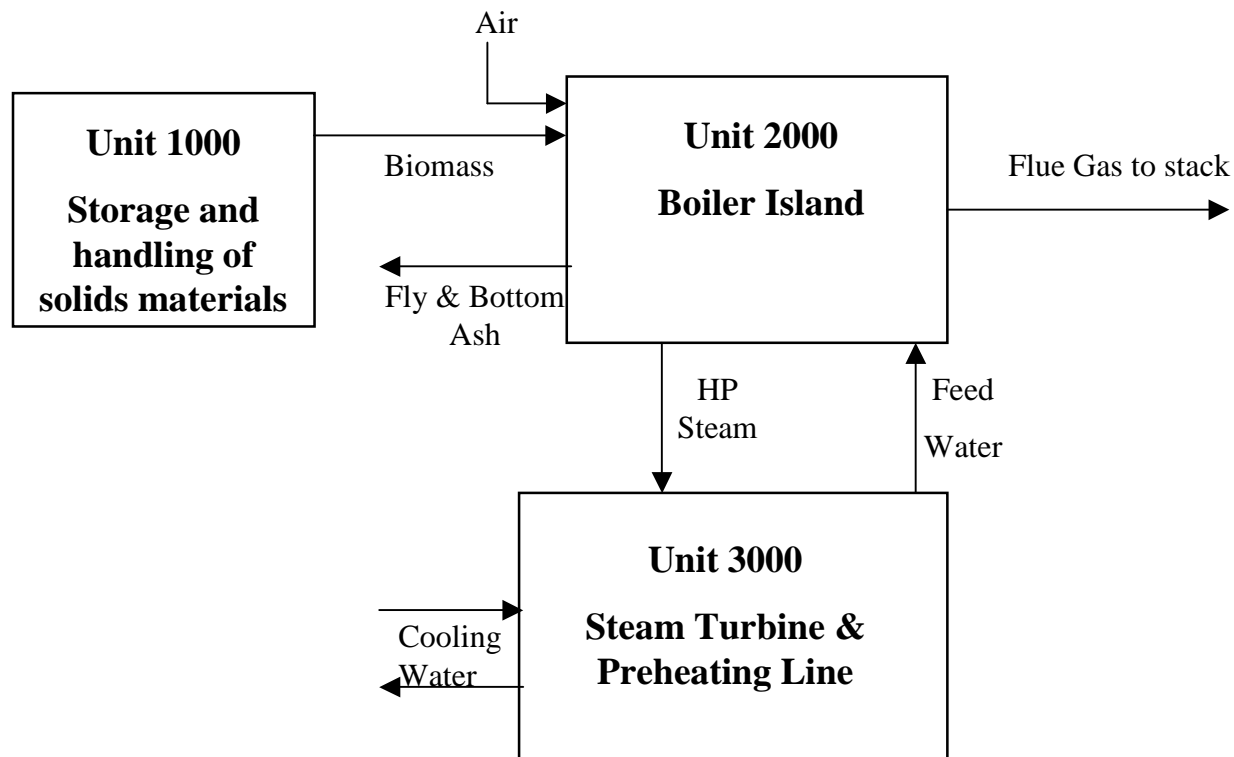 Air
Unit 1000
Storage and
handling of
solids materials
Biomass
Unit 2000
Boiler Island
Flue Gas to stack
Fly & Bottom
Ash
HP
Steam
Feed
Water
Unit 3000
Steam Turbine &
Preheating Line
Cooling
Water